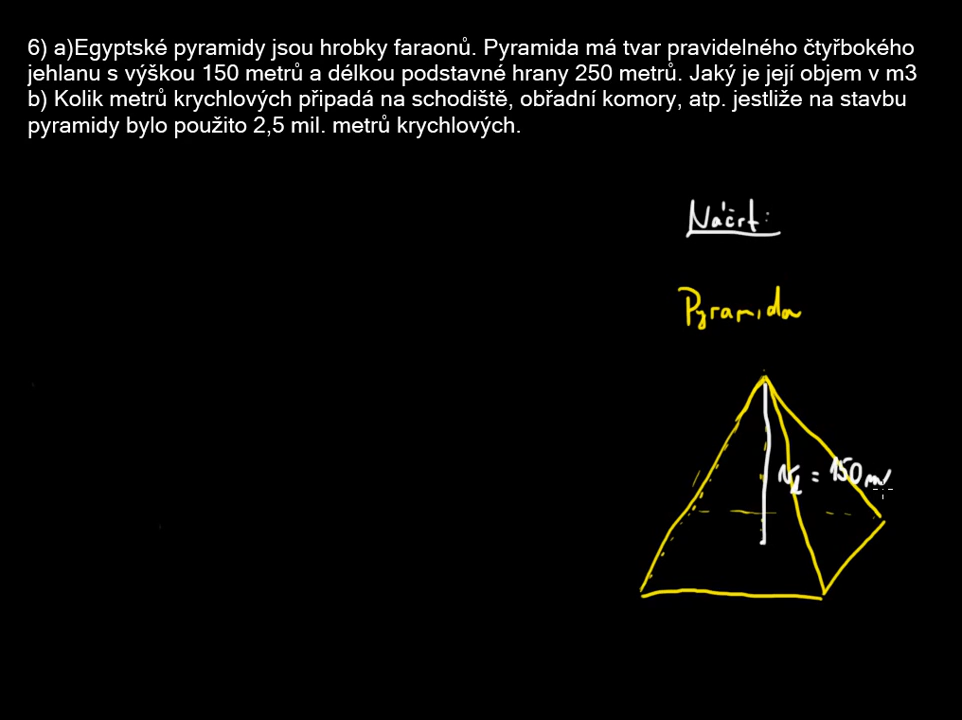 6) a)Egyptské pyramidy jsou hrobky faraonů. Pyramida má tvar pravidelného čtyřbokého
jehlanu s výškou 150 metrů a délkou podstavné hrany 250 metrů. Jaký je její objem v m3
b) Kolik metrů krychlových připadá na schodiště, obřadní komory, atp. jestliže na stavbu
pyramidy bylo použito 2,5 mil. metrů krychlových.
Náčrt:
Pyramida
= 150 m